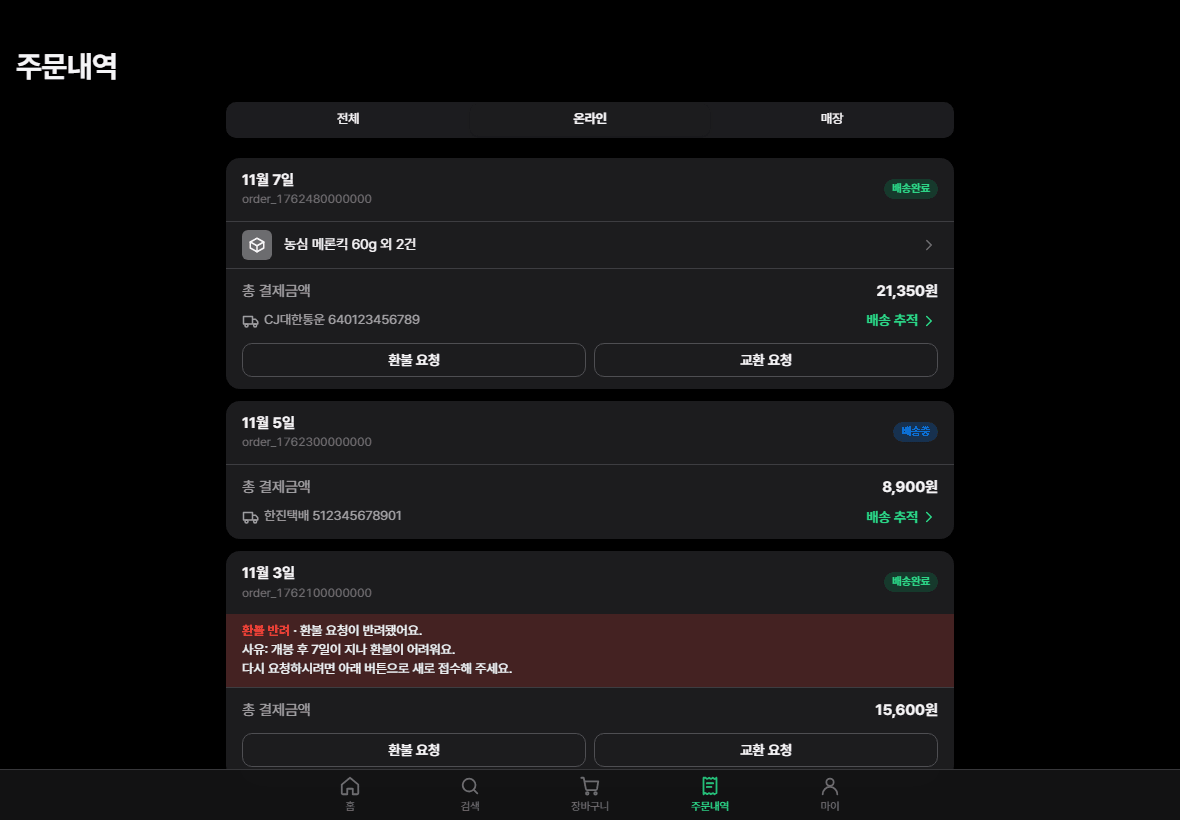 주문내역
전체
온라인
매장
11월 7일
order_1762480000000
배송완료
농심 메론킥 60g 외 2건
총 결제금액
21,350원
CJ대한통운 640123456789
배송 추적
환불 요청
교환 요청
11월 5일
order_1762300000000
배송중
총 결제금액
8,900원
한진택배 512345678901
배송 추적
11월 3일
order_1762100000000
배송완료
환불 반려 · 환불 요청이 반려됐어요.
사유: 개봉 후 7일이 지나 환불이 어려워요.
다시 요청하시려면 아래 버튼으로 새로 접수해 주세요.
총 결제금액
15,600원
환불 요청
교환 요청
홈
검색
장바구니
주문내역
마이